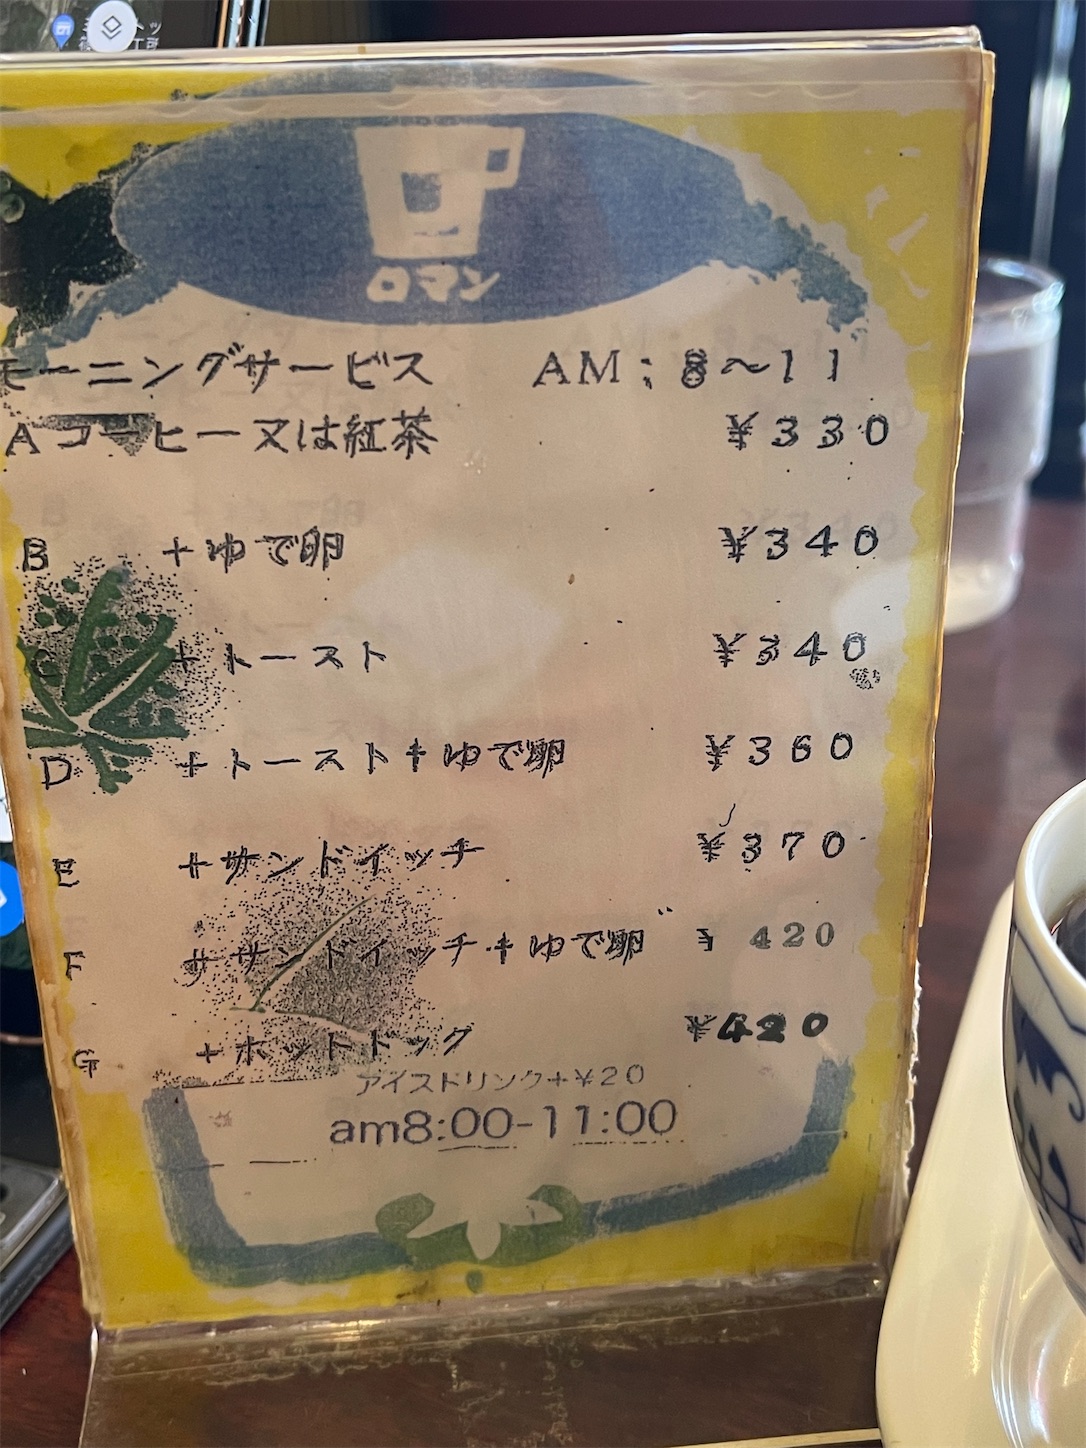 ロマン
モーニングサービス AM:8〜11
Aコーヒー又は紅茶 ¥330
B +ゆで卵 ¥340
C +トースト ¥340
D +トースト+ゆで卵 ¥360
E +サンドイッチ ¥370
F サンドイッチ+ゆで卵 ¥420
G +ホットドッグ ¥420
アイスドリンク+¥20
am8:00-11:00